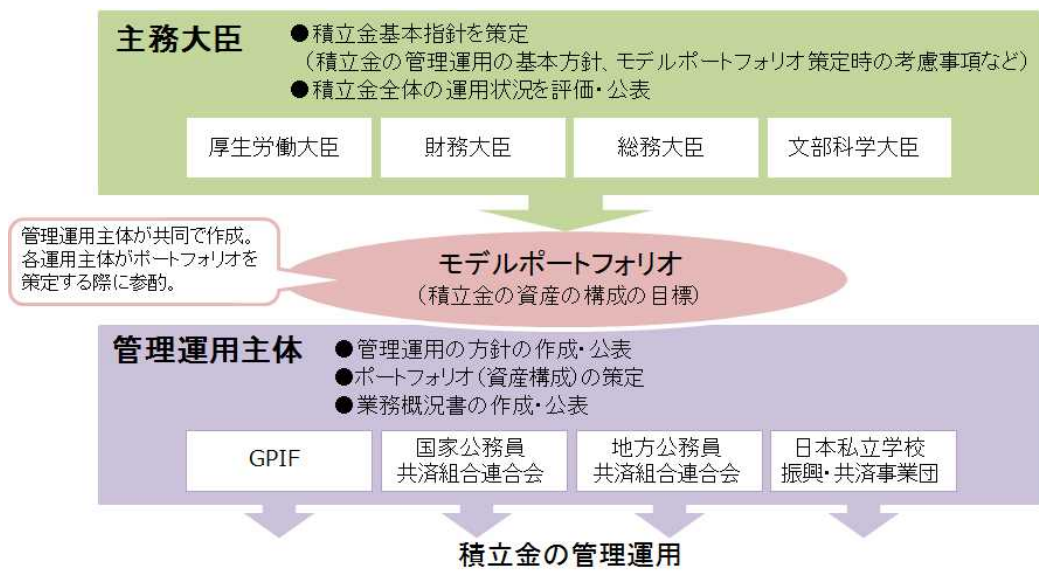 主務大臣
●積立金基本指針を策定
(積立金の管理運用の基本方針、モデルポートフォリオ策定時の考慮事項など)
●積立金全体の運用状況を評価・公表
厚生労働大臣
財務大臣
総務大臣
文部科学大臣
管理運用主体が共同で作成。
各運用主体がポートフォリオを
策定する際に参酌。
モデルポートフォリオ
(積立金の資産の構成の目標)
管理運用主体
●管理運用の方針の作成・公表
●ポートフォリオ(資産構成)の策定
●業務概況書の作成・公表
GPIF
国家公務員
共済組合連合会
地方公務員
共済組合連合会
日本私立学校
振興・共済事業団
積立金の管理運用